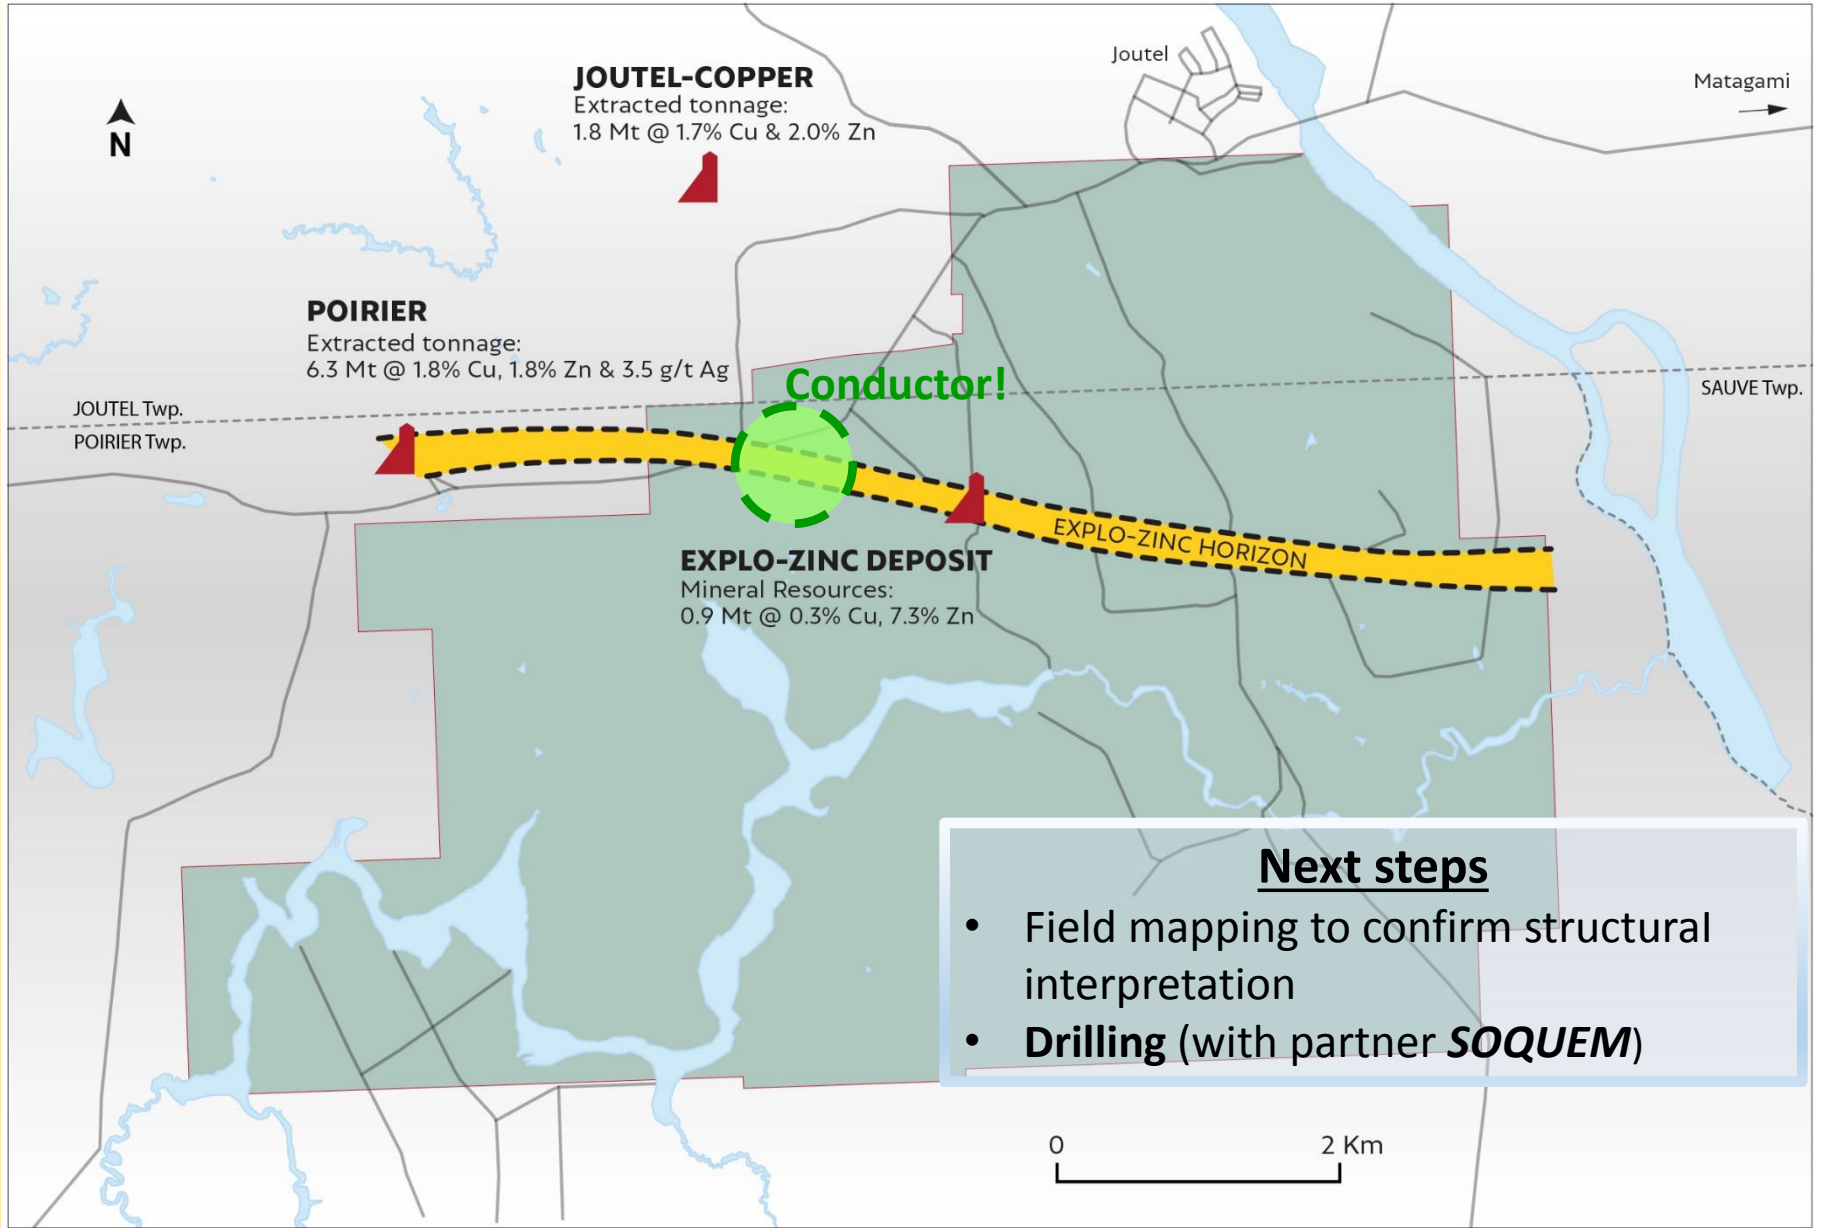 Joutel
JOUTEL-COPPER
Extracted tonnage:
1.8 Mt @ 1.7% Cu & 2.0% Zn
Matagami
N
POIRIER
Extracted tonnage:
6.3 Mt @ 1.8% Cu, 1.8% Zn & 3.5 g/t Ag
Conductor!
SAUVE Twp.
JOUTEL Twp.
POIRIER Twp.
EXPLO-ZINC HORIZON
EXPLO-ZINC DEPOSIT
Mineral Resources:
0.9 Mt @ 0.3% Cu, 7.3% Zn
Next steps
• Field mapping to confirm structural
interpretation
• Drilling (with partner SOQUEM)
0 2 Km